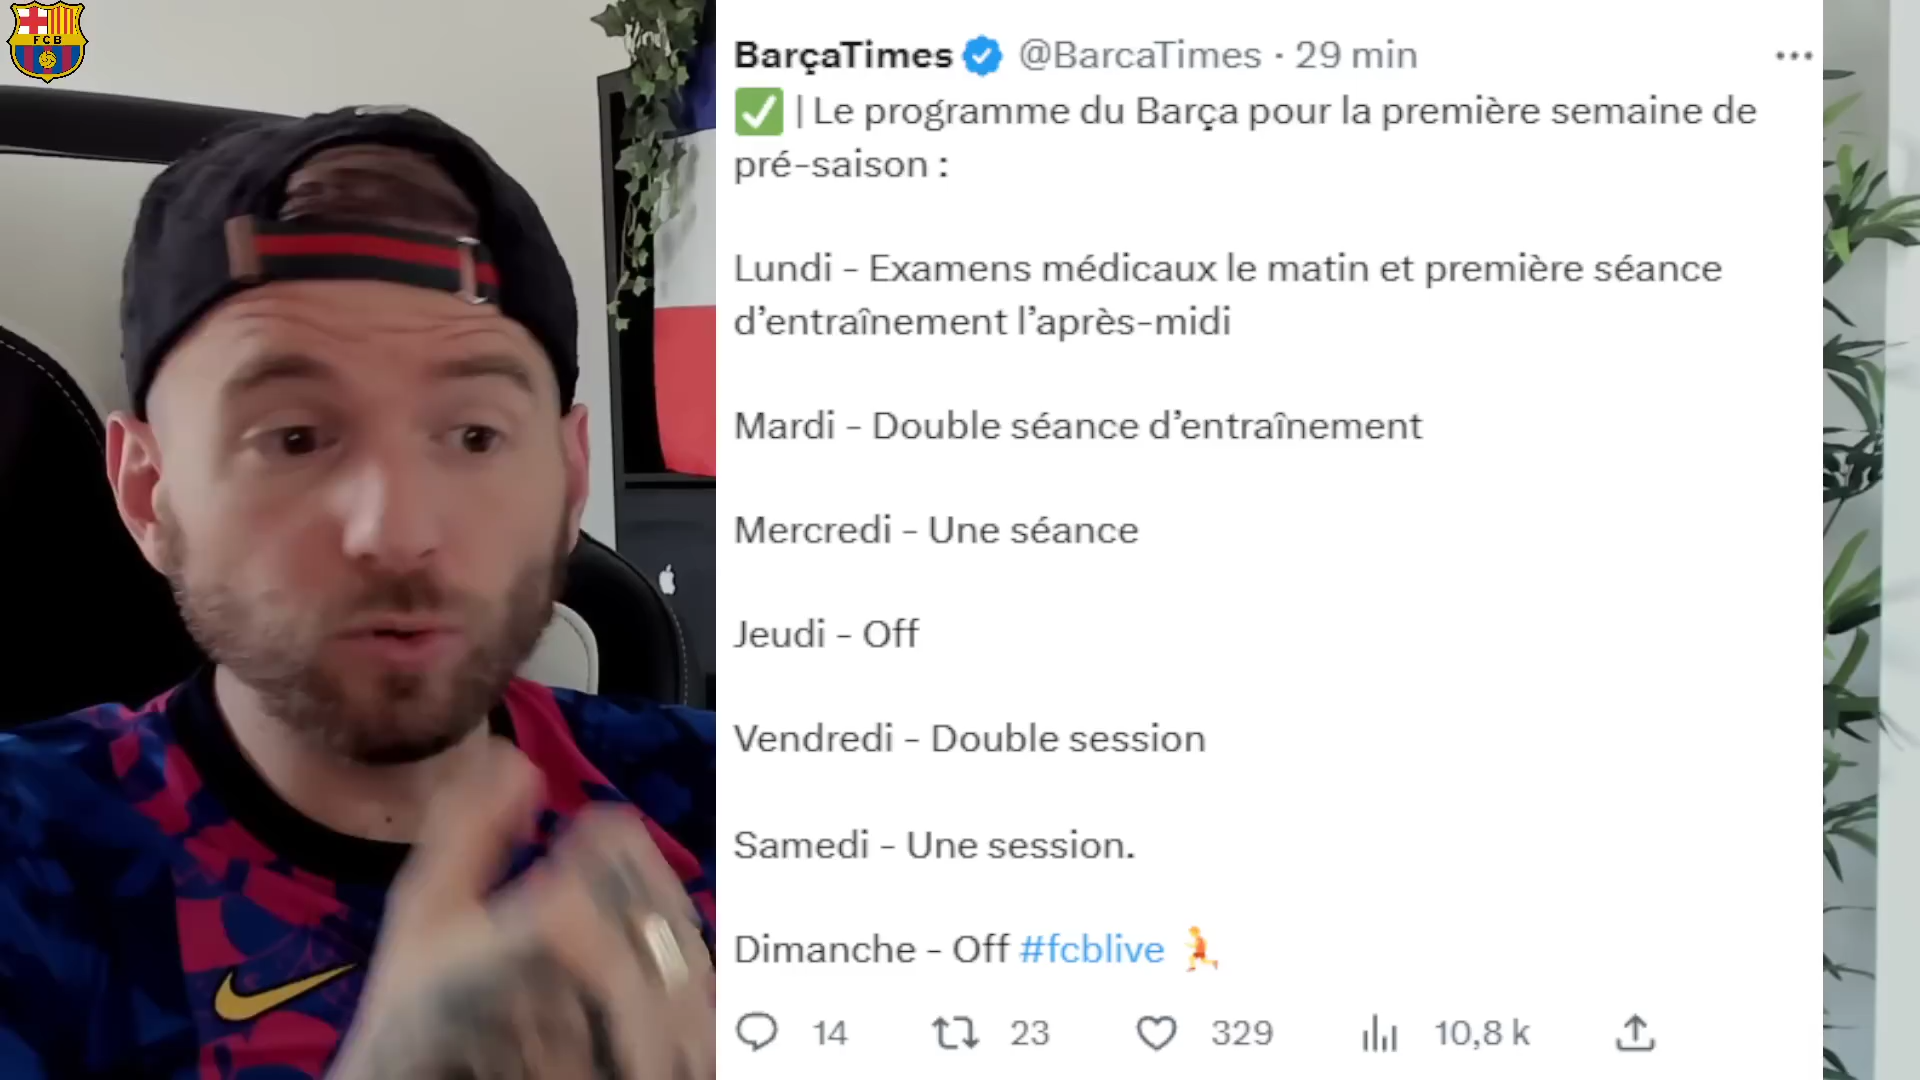 FCB
BarçaTimes @BarcaTimes · 29 min
✅ | Le programme du Barça pour la première semaine de
pré-saison :
Lundi - Examens médicaux le matin et première séance
d’entraînement l’après-midi
Mardi - Double séance d’entraînement
Mercredi - Une séance
Jeudi - Off
Vendredi - Double session
Samedi - Une session.
Dimanche - Off #fcblive 🏃
14 23 329 10,8 k